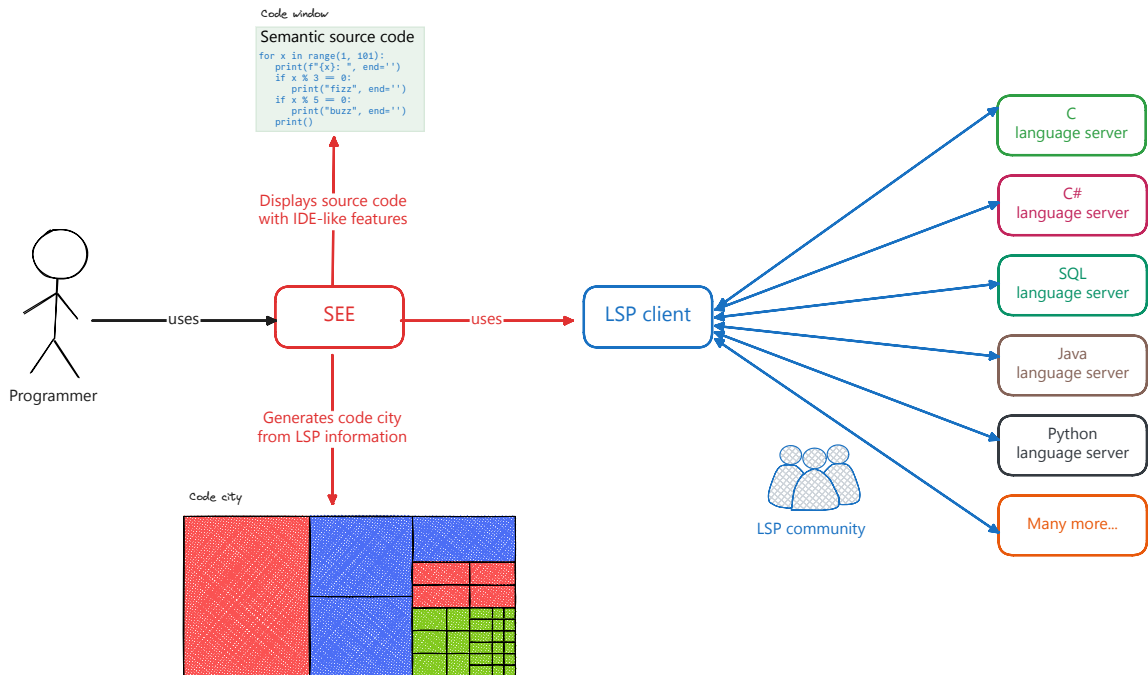 Code window
Semantic source code
for x in range(1, 101):
print(f"{x}: ", end='')
if x % 3 == 0:
print("fizz", end='')
if x % 5 == 0:
print("buzz", end='')
print()
Displays source code
with IDE-like features
Programmer
uses
SEE
uses
LSP client
Generates code city
from LSP information
Code city
LSP community
C
language server
C#
language server
SQL
language server
Java
language server
Python
language server
Many more...